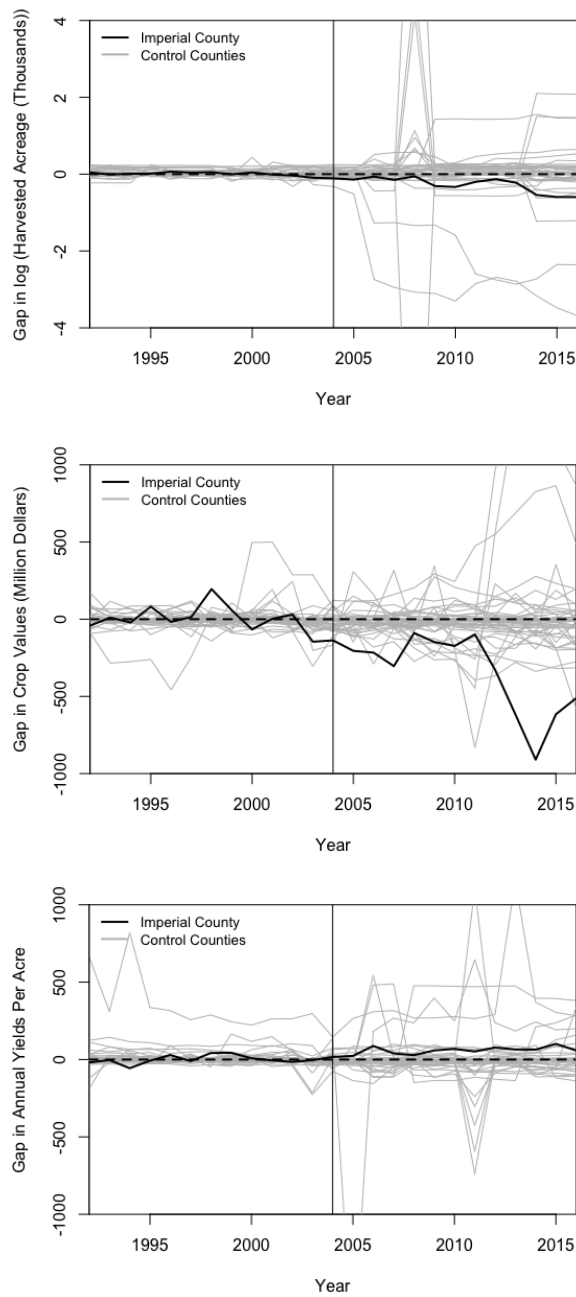 Gap in log (Harvested Acreage (Thousands))
4
2
0
-2
-4
Imperial County
Control Counties
1995 2000 2005 2010 2015
Year
Gap in Crop Values (Million Dollars)
1000
500
0
-500
-1000
Imperial County
Control Counties
1995 2000 2005 2010 2015
Year
Gap in Annual Yields Per Acre
1000
500
0
-500
-1000
Imperial County
Control Counties
1995 2000 2005 2010 2015
Year